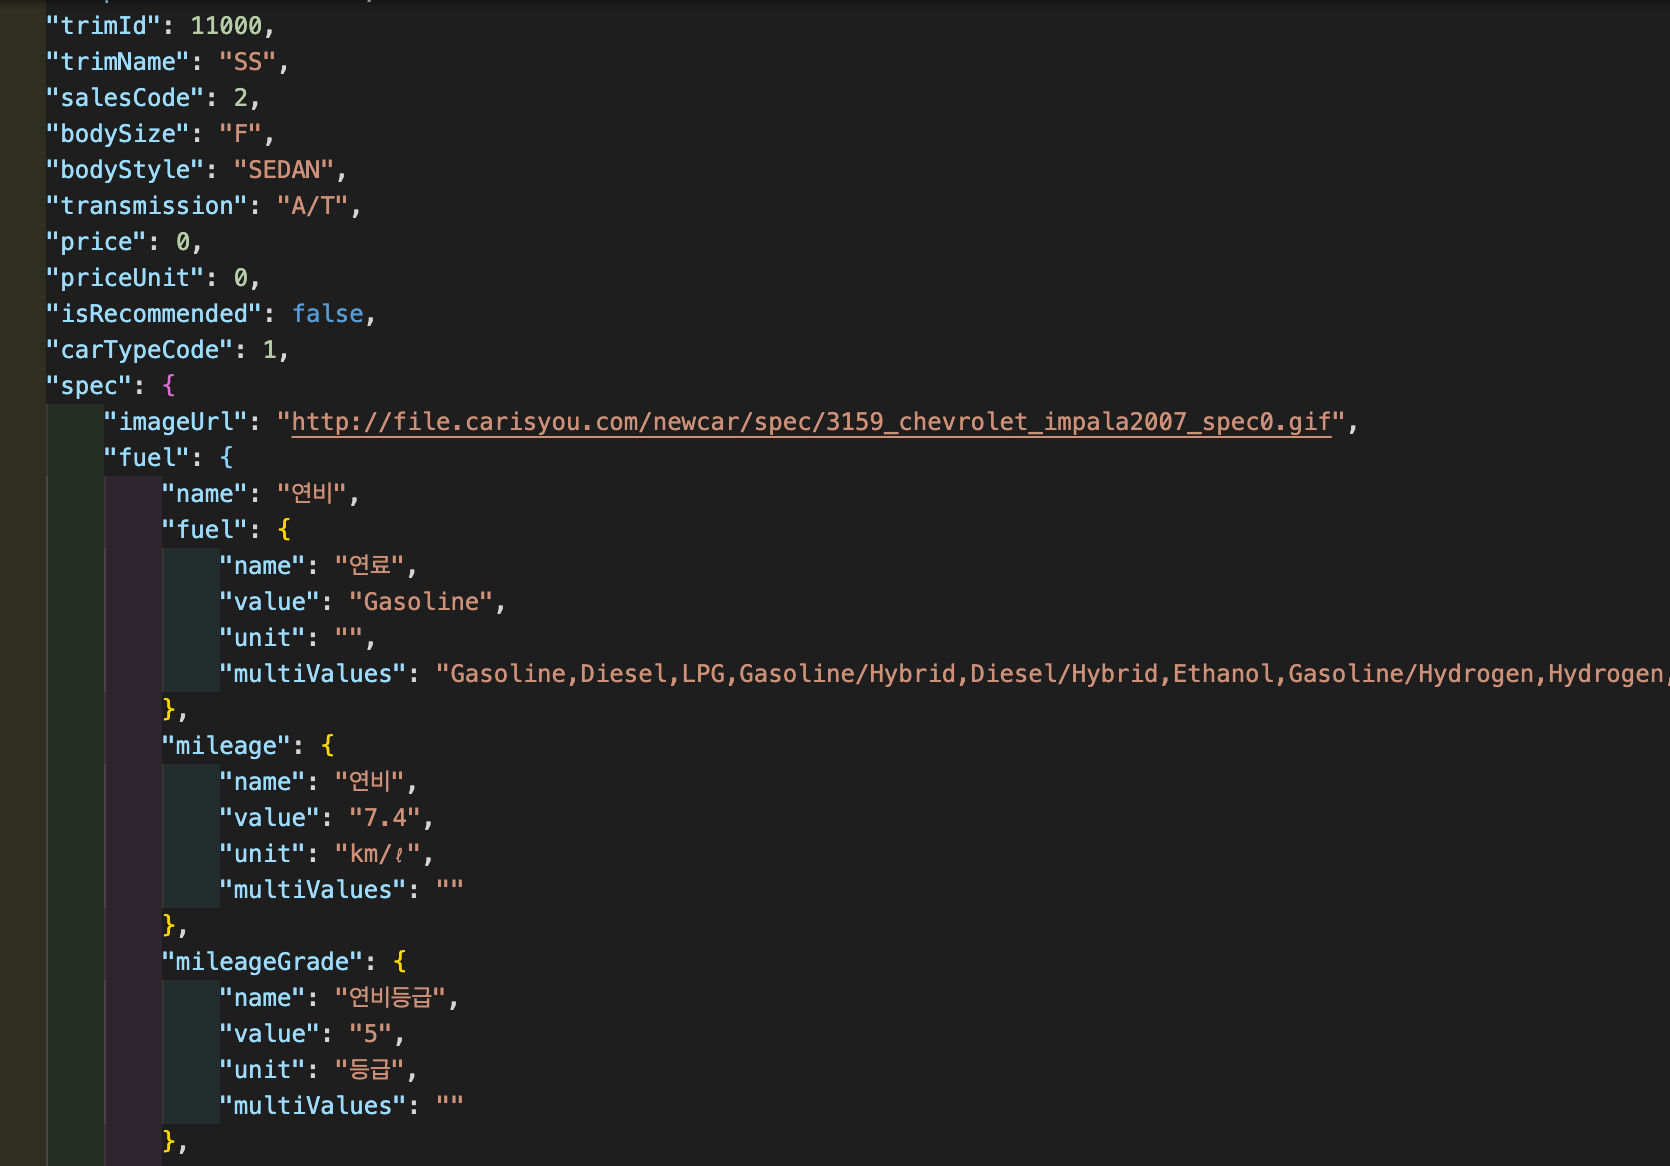 "trimId": 11000,
"trimName": "SS",
"salesCode": 2,
"bodySize": "F",
"bodyStyle": "SEDAN",
"transmission": "A/T",
"price": 0,
"priceUnit": 0,
"isRecommended": false,
"carTypeCode": 1,
"spec": {
"imageUrl": "http://file.carisyou.com/newcar/spec/3159_chevrolet_impala2007_spec0.gif",
"fuel": {
"name": "연비",
"fuel": {
"name": "연료",
"value": "Gasoline",
"unit": "",
"multiValues": "Gasoline,Diesel,LPG,Gasoline/Hybrid,Diesel/Hybrid,Ethanol,Gasoline/Hydrogen,Hydrogen,
},
"mileage": {
"name": "연비",
"value": "7.4",
"unit": "km/ℓ",
"multiValues": ""
},
"mileageGrade": {
"name": "연비등급",
"value": "5",
"unit": "등급",
"multiValues": ""
},